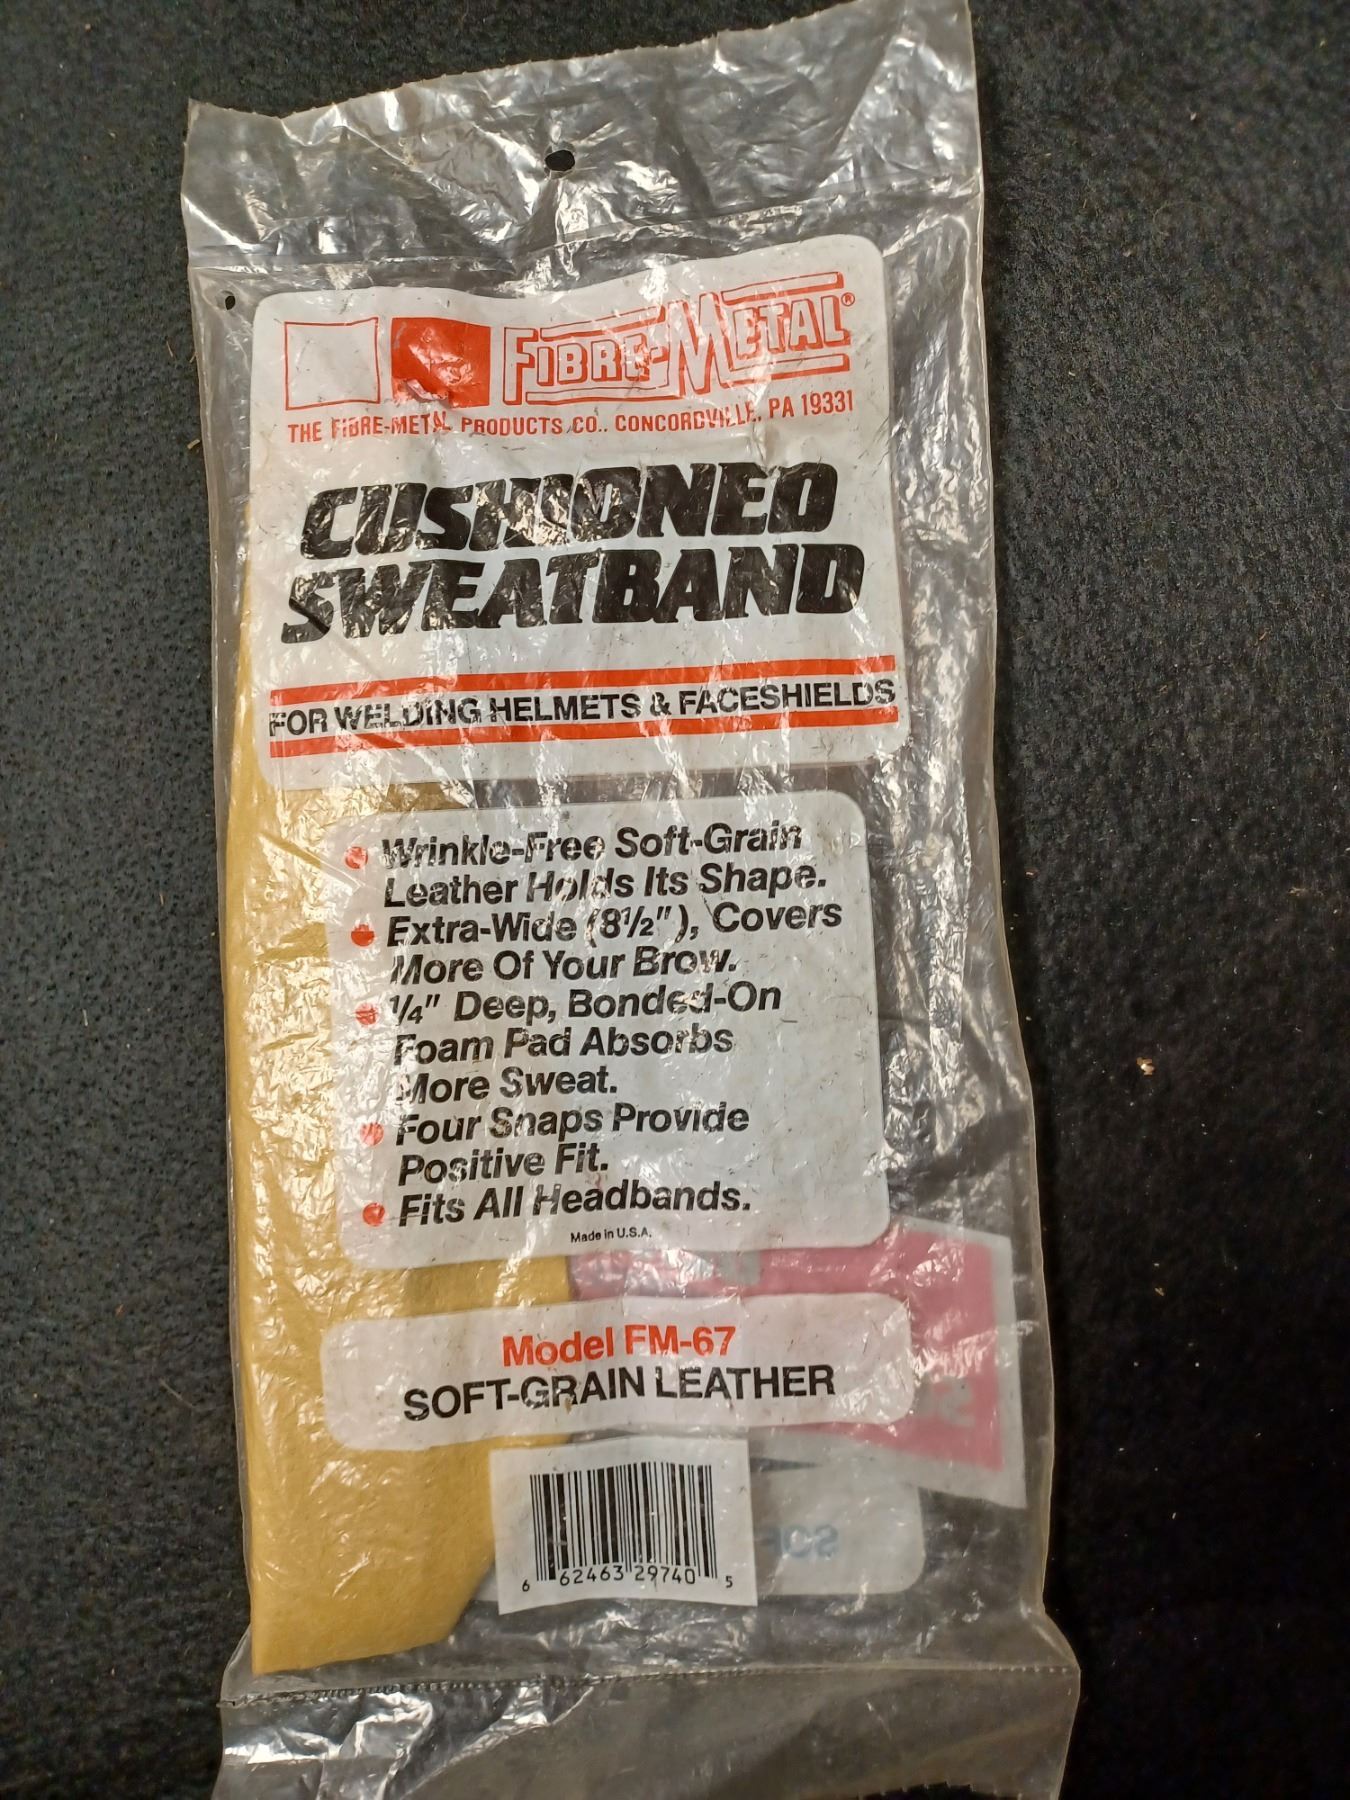 FIBRE-METAL®
THE FIBRE-METAL PRODUCTS CO., CONCORDVILLE, PA 19331
CUSHIONED
SWEATBAND
FOR WELDING HELMETS & FACESHIELDS
• Wrinkle-Free Soft-Grain
Leather Holds Its Shape.
• Extra-Wide (8½"), Covers
More Of Your Brow.
• ¼" Deep, Bonded-On
Foam Pad Absorbs
More Sweat.
• Four Snaps Provide
Positive Fit.
• Fits All Headbands.
Made in U.S.A.
Model FM-67
SOFT-GRAIN LEATHER
6 62463 29740 5